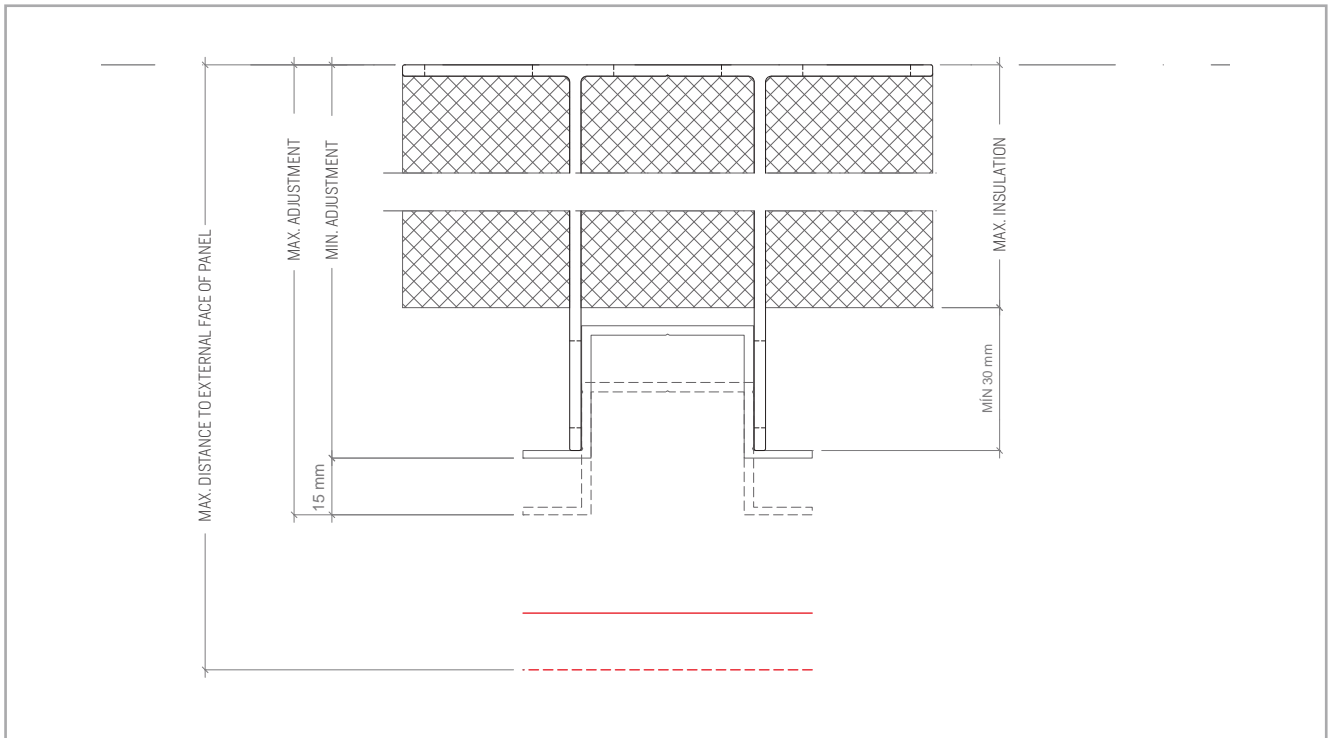 MAX. DISTANCE TO EXTERNAL FACE OF PANEL
MAX. ADJUSTMENT
MIN. ADJUSTMENT
15 mm
MAX. INSULATION
MÍN 30 mm